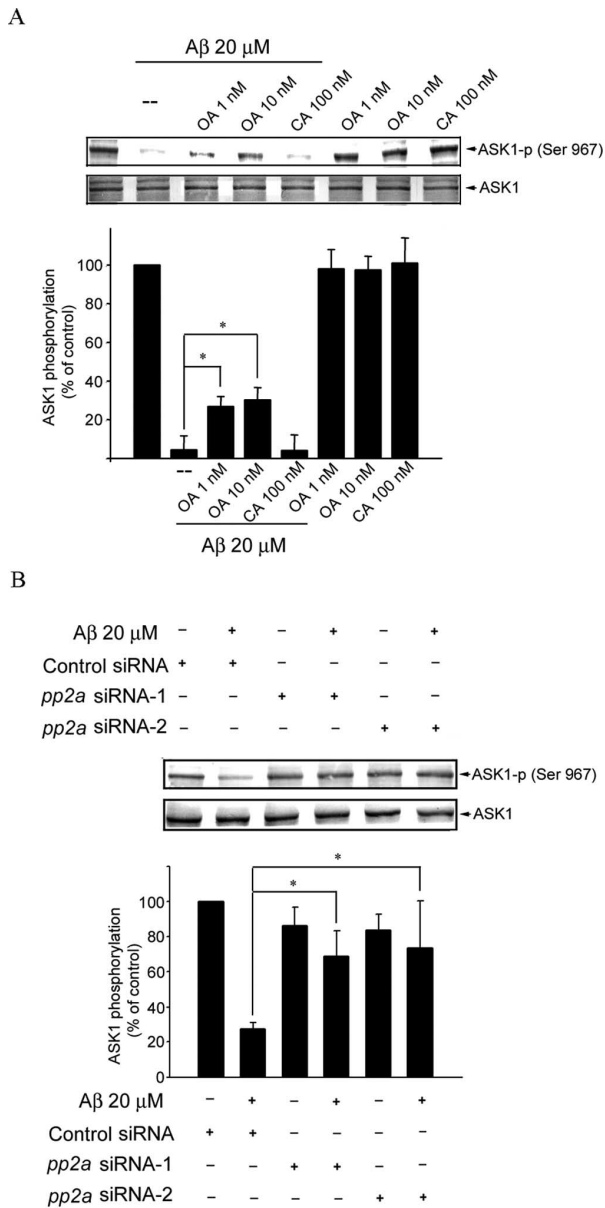 A
Aβ 20 μM
-- OA 1 nM OA 10 nM CA 100 nM OA 1 nM OA 10 nM CA 100 nM
ASK1-p (Ser 967)
ASK1
ASK1 phosphorylation
(% of control)
100
80
60
40
20
* *
-- OA 1 nM OA 10 nM CA 100 nM OA 1 nM OA 10 nM CA 100 nM
Aβ 20 μM
B
Aβ 20 μM – + – + – +
Control siRNA + + – – – –
pp2a siRNA-1 – – + + – –
pp2a siRNA-2 – – – – + +
ASK1-p (Ser 967)
ASK1
ASK1 phosphorylation
(% of control)
100
80
60
40
20
0
* *
Aβ 20 μM – + – + – +
Control siRNA + + – – – –
pp2a siRNA-1 – – + + – –
pp2a siRNA-2 – – – – + +